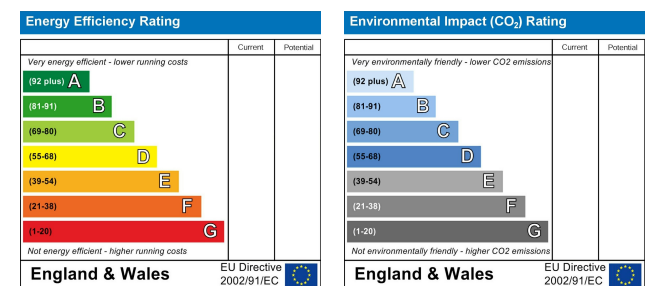 Energy Efficiency Rating
Current Potential
Very energy efficient - lower running costs
(92 plus) A
(81-91) B
(69-80) C
(55-68) D
(39-54) E
(21-38) F
(1-20) G
Not energy efficient - higher running costs
England & Wales
EU Directive
2002/91/EC
Environmental Impact (CO₂) Rating
Current Potential
Very environmentally friendly - lower CO2 emissions
(92 plus) A
(81-91) B
(69-80) C
(55-68) D
(39-54) E
(21-38) F
(1-20) G
Not environmentally friendly - higher CO2 emissions
England & Wales
EU Directive
2002/91/EC